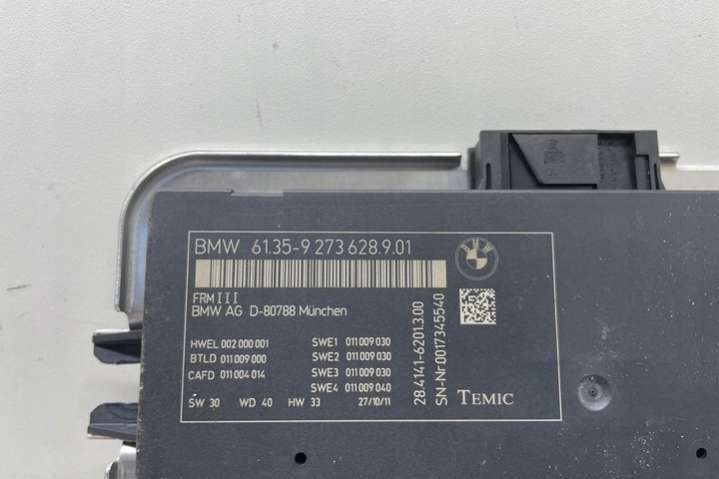 BMW 61.35-9 273 628.9.01
FRM III
BMW AG D-80788 München
HWEL 002 000 001
BTLD 011 009 000
CAFD 011 004 014
SWE1 011 009 030
SWE2 011 009 030
SWE3 011 009 030
SWE4 011 009 040
SW 30 WD 40 HW 33 27/10/11
28.4141-6201.3.00
SN-Nr0017345540
BMW
TEMIC